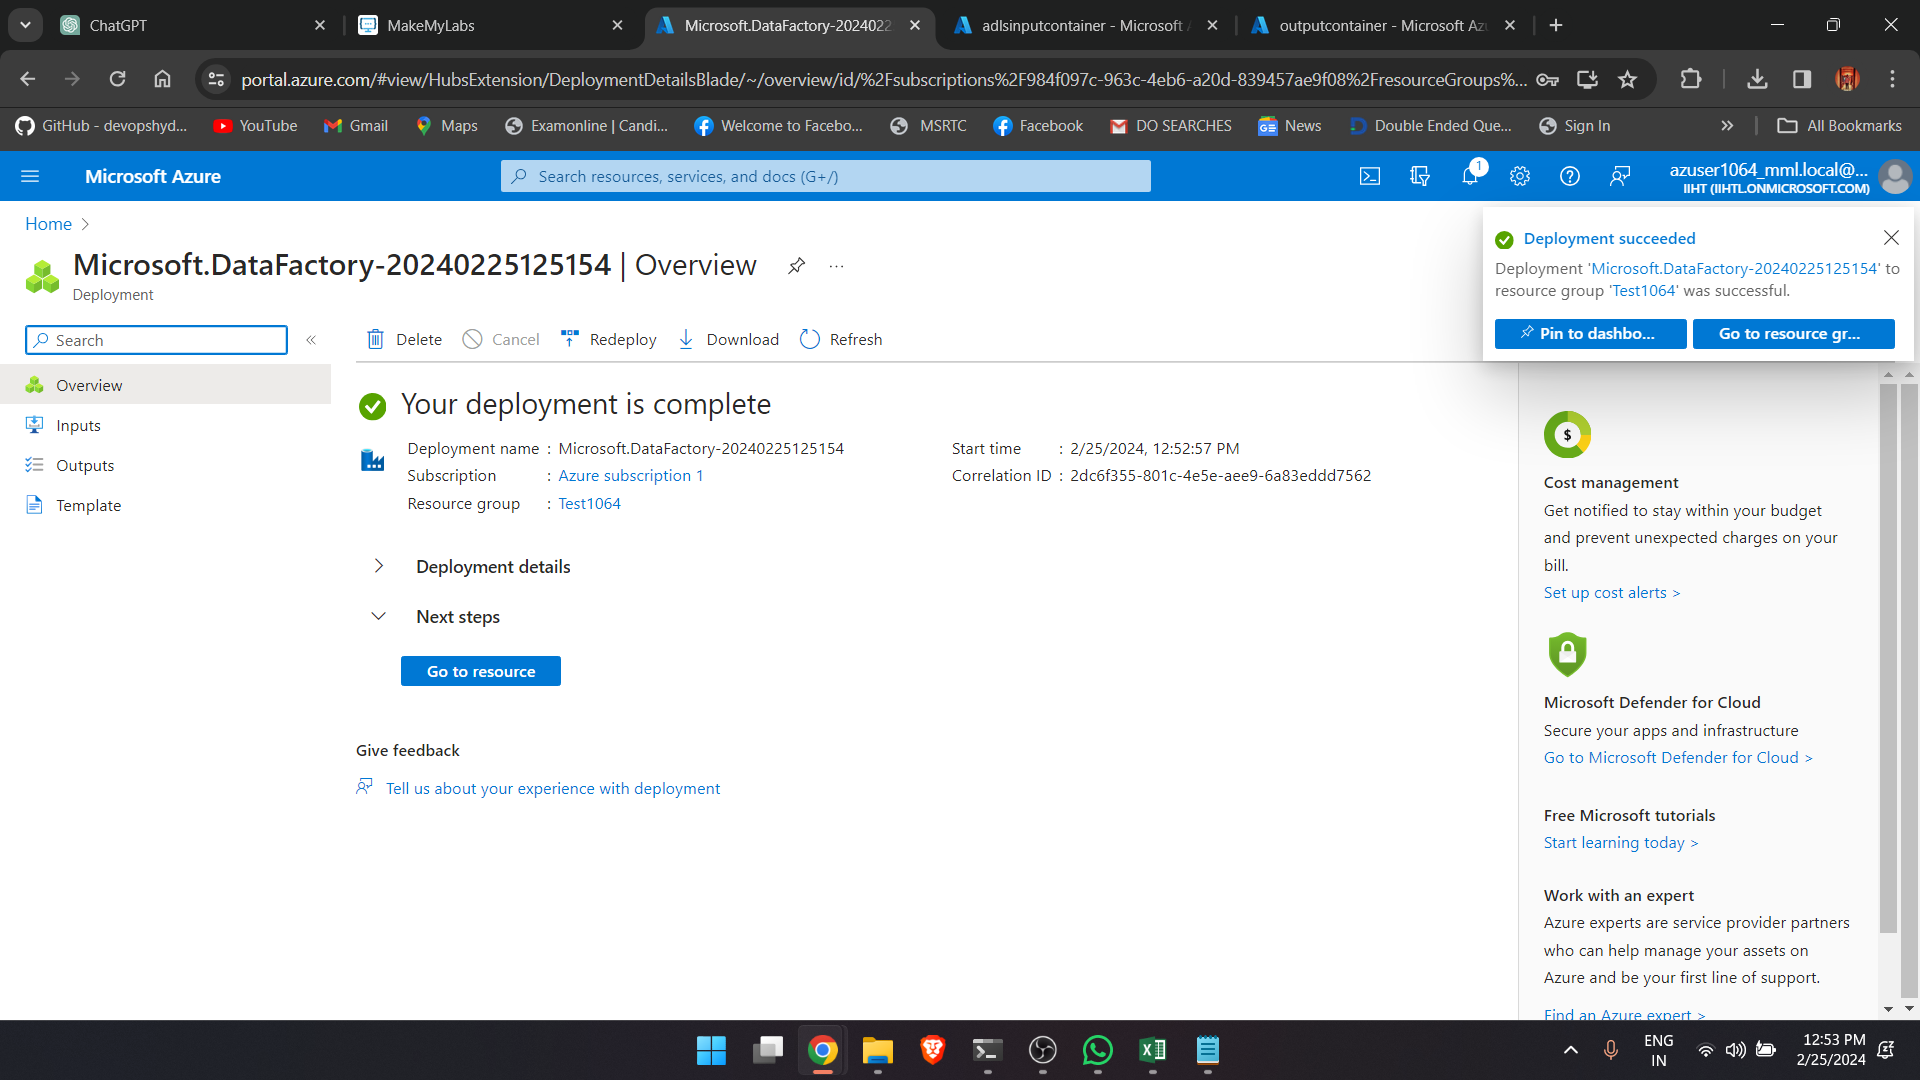 ChatGPT
MakeMyLabs
Microsoft.DataFactory-2024022
adlsinputcontainer - Microsoft A
outputcontainer - Microsoft Az
portal.azure.com/#view/HubsExtension/DeploymentDetailsBlade/~/overview/id/%2Fsubscriptions%2F984f097c-963c-4eb6-a20d-839457ae9f08%2FresourceGroups%...
GitHub - devopshyd...
YouTube
Gmail
Maps
Examonline | Candi...
Welcome to Facebo...
MSRTC
Facebook
DO SEARCHES
News
Double Ended Que...
Sign In
All Bookmarks
Microsoft Azure
Search resources, services, and docs (G+/)
1
azuser1064_mml.local@...
IIHT (IIHTL.ONMICROSOFT.COM)
Home
Microsoft.DataFactory-20240225125154 | Overview
Deployment
Deployment succeeded
Deployment 'Microsoft.DataFactory-20240225125154' to
resource group 'Test1064' was successful.
Pin to dashbo...
Go to resource gr...
Search
Overview
Inputs
Outputs
Template
Delete
Cancel
Redeploy
Download
Refresh
Your deployment is complete
Deployment name : Microsoft.DataFactory-20240225125154
Subscription : Azure subscription 1
Resource group : Test1064
Start time : 2/25/2024, 12:52:57 PM
Correlation ID : 2dc6f355-801c-4e5e-aee9-6a83eddd7562
Deployment details
Next steps
Go to resource
Give feedback
Tell us about your experience with deployment
Cost management
Get notified to stay within your budget
and prevent unexpected charges on your
bill.
Set up cost alerts >
Microsoft Defender for Cloud
Secure your apps and infrastructure
Go to Microsoft Defender for Cloud >
Free Microsoft tutorials
Start learning today >
Work with an expert
Azure experts are service provider partners
who can help manage your assets on
Azure and be your first line of support.
Find an Azure expert >
ENG
IN
12:53 PM
2/25/2024